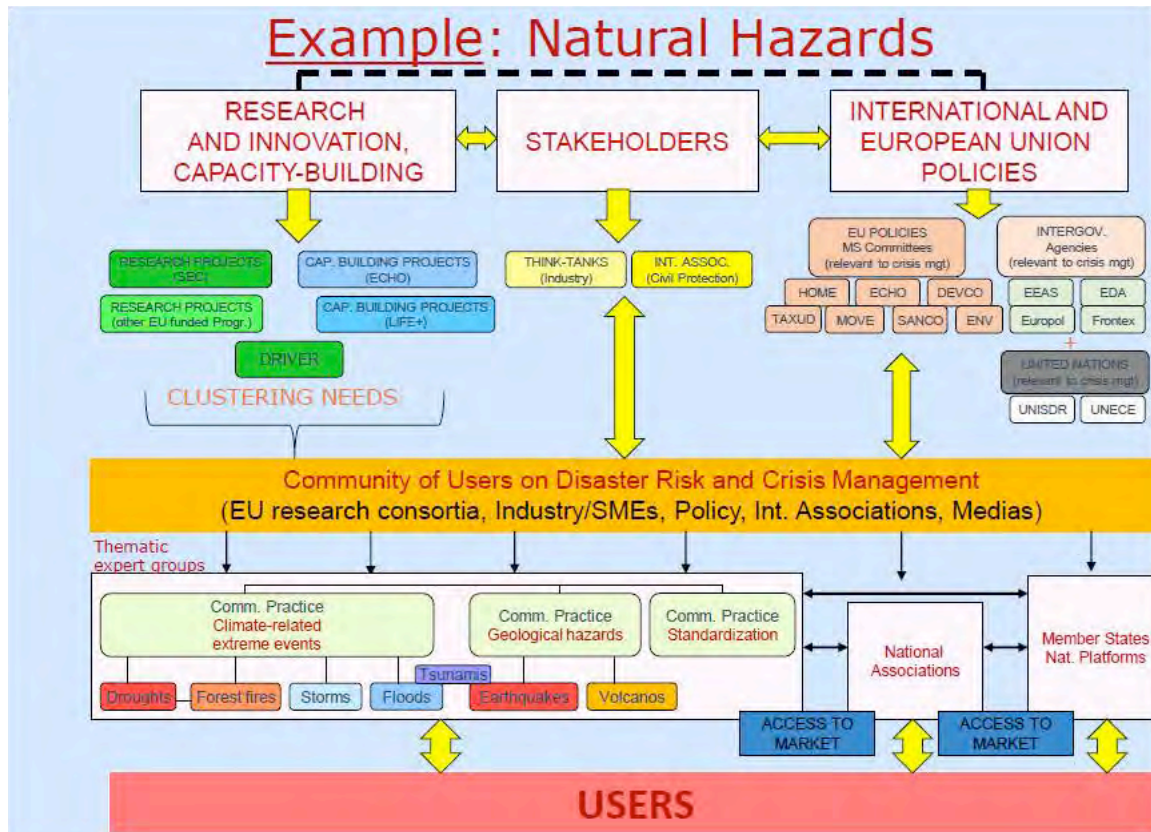 Example: Natural Hazards
RESEARCH
AND INNOVATION,
CAPACITY-BUILDING
STAKEHOLDERS
INTERNATIONAL AND
EUROPEAN UNION
POLICIES
RESEARCH PROJECTS
(SEC)
CAP. BUILDING PROJECTS
(ECHO)
RESEARCH PROJECTS
(other EU funded Progr.)
CAP. BUILDING PROJECTS
(LIFE+)
DRIVER
CLUSTERING NEEDS
THINK-TANKS
(Industry)
INT. ASSOC.
(Civil Protection)
EU POLICIES
MS Committees
(relevant to crisis mgt)
HOME
ECHO
DEVCO
TAXUD
MOVE
SANCO
ENV
INTERGOV.
Agencies
(relevant to crisis mgt)
EEAS
EDA
Europol
Frontex
+
UNITED NATIONS
(relevant to crisis mgt)
UNISDR
UNECE
Community of Users on Disaster Risk and Crisis Management
(EU research consortia, Industry/SMEs, Policy, Int. Associations, Medias)
Thematic
expert groups
Comm. Practice
Climate-related
extreme events
Comm. Practice
Geological hazards
Comm. Practice
Standardization
Droughts
Forest fires
Storms
Floods
Tsunamis
Earthquakes
Volcanos
National
Associations
Member States
Nat. Platforms
ACCESS TO
MARKET
ACCESS TO
MARKET
USERS